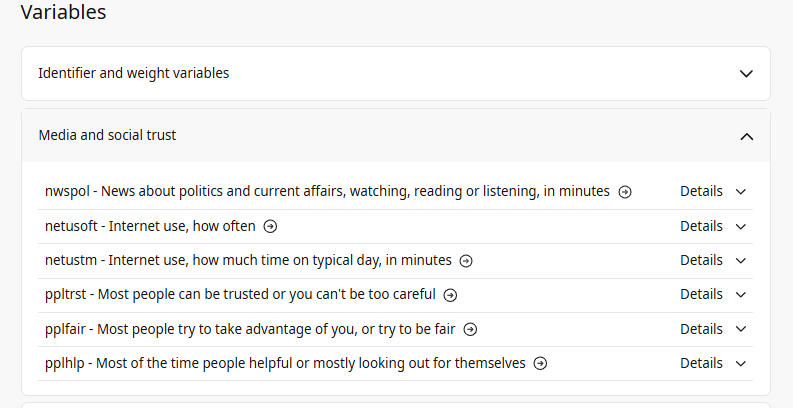 Variables
Identifier and weight variables
Media and social trust
nwspol - News about politics and current affairs, watching, reading or listening, in minutes Details
netusoft - Internet use, how often Details
netustm - Internet use, how much time on typical day, in minutes Details
ppltrst - Most people can be trusted or you can't be too careful Details
pplfair - Most people try to take advantage of you, or try to be fair Details
pplhlp - Most of the time people helpful or mostly looking out for themselves Details